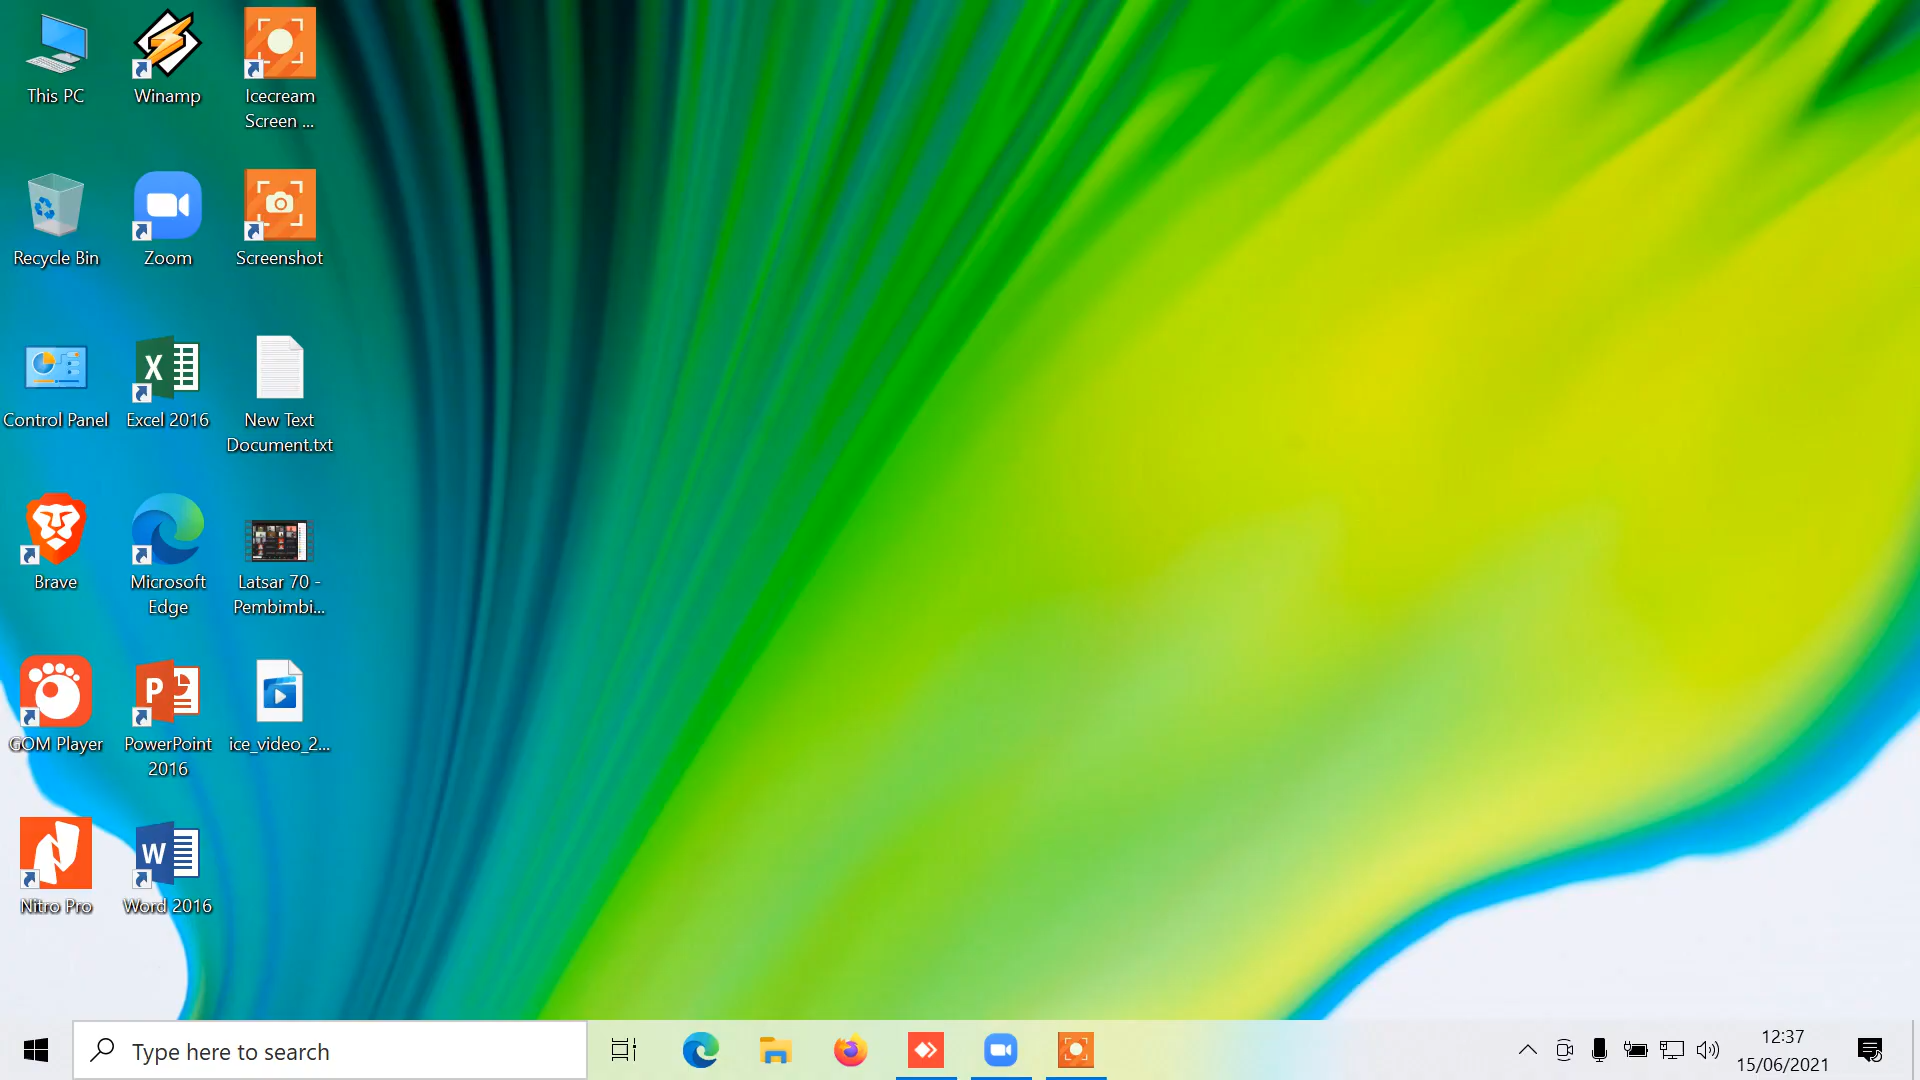 This PC
Winamp
Icecream
Screen ...
Recycle Bin
Zoom
Screenshot
Control Panel
Excel 2016
New Text
Document.txt
Brave
Microsoft
Edge
Latsar 70 -
Pembimbi...
GOM Player
PowerPoint
2016
ice_video_2...
Nitro Pro
Word 2016
Type here to search
12:37
15/06/2021